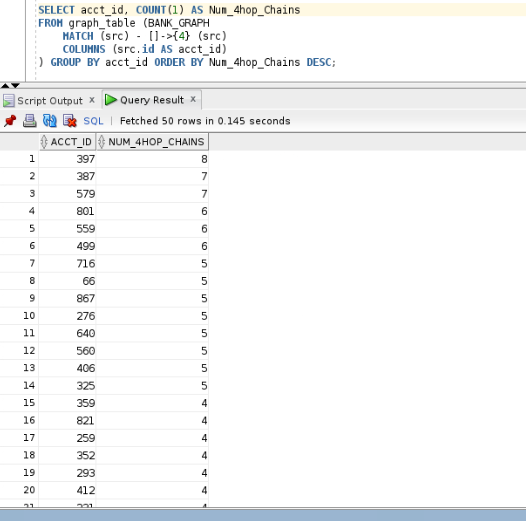 SELECT acct_id, COUNT(1) AS Num_4hop_Chains
FROM graph_table (BANK_GRAPH
MATCH (src) - []->{4} (src)
COLUMNS (src.id AS acct_id)
) GROUP BY acct_id ORDER BY Num_4hop_Chains DESC;
Script Output x Query Result x
SQL | Fetched 50 rows in 0.145 seconds
ACCT_ID NUM_4HOP_CHAINS
1 397 8
2 387 7
3 579 7
4 801 6
5 559 6
6 499 6
7 716 5
8 66 5
9 867 5
10 276 5
11 640 5
12 560 5
13 406 5
14 325 5
15 359 4
16 821 4
17 259 4
18 352 4
19 293 4
20 412 4